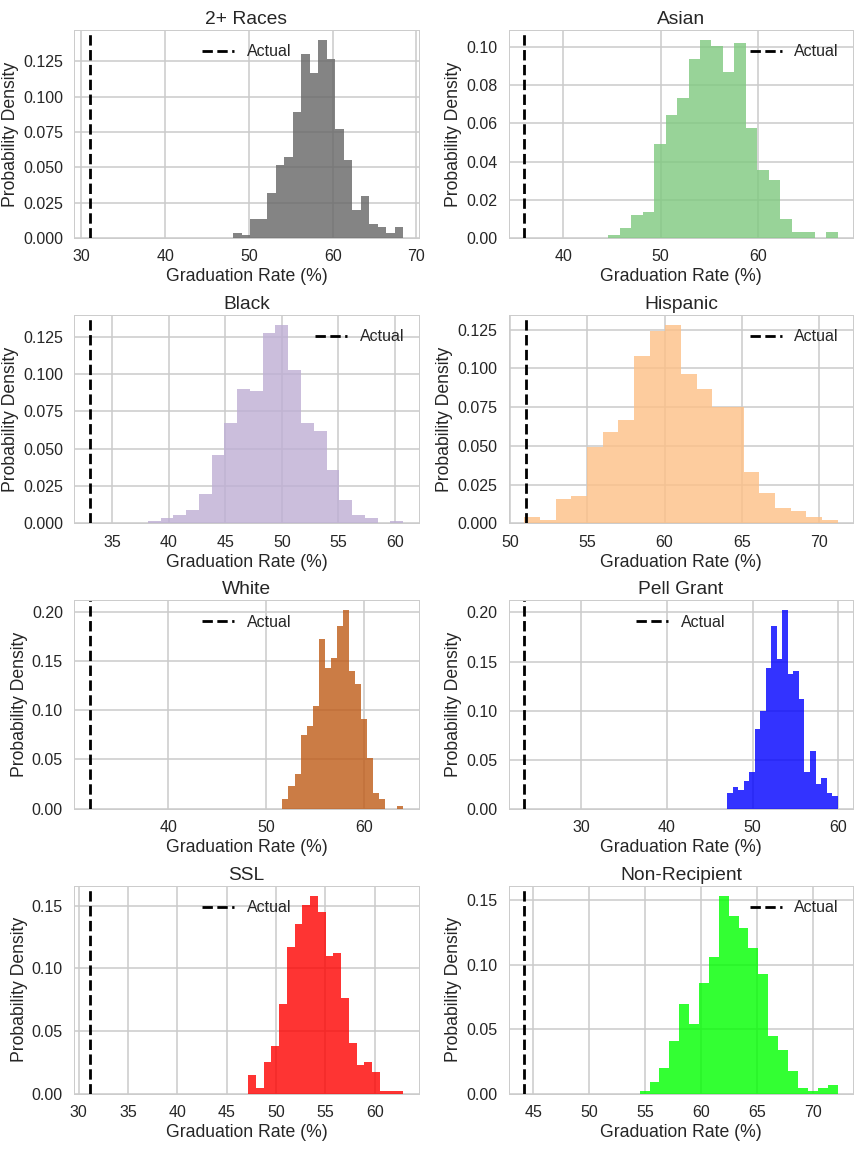 2+ Races
Actual
0.125
0.100
0.075
0.050
0.025
0.000
Probability Density
30 40 50 60 70
Graduation Rate (%)
Asian
Actual
0.10
0.08
0.06
0.04
0.02
0.00
Probability Density
40 50 60
Graduation Rate (%)
Black
Actual
0.125
0.100
0.075
0.050
0.025
0.000
Probability Density
35 40 45 50 55 60
Graduation Rate (%)
Hispanic
Actual
0.125
0.100
0.075
0.050
0.025
0.000
Probability Density
50 55 60 65 70
Graduation Rate (%)
White
Actual
0.20
0.15
0.10
0.05
0.00
Probability Density
40 50 60
Graduation Rate (%)
Pell Grant
Actual
0.20
0.15
0.10
0.05
0.00
Probability Density
30 40 50 60
Graduation Rate (%)
SSL
Actual
0.15
0.10
0.05
0.00
Probability Density
30 35 40 45 50 55 60
Graduation Rate (%)
Non-Recipient
Actual
0.15
0.10
0.05
0.00
Probability Density
45 50 55 60 65 70
Graduation Rate (%)